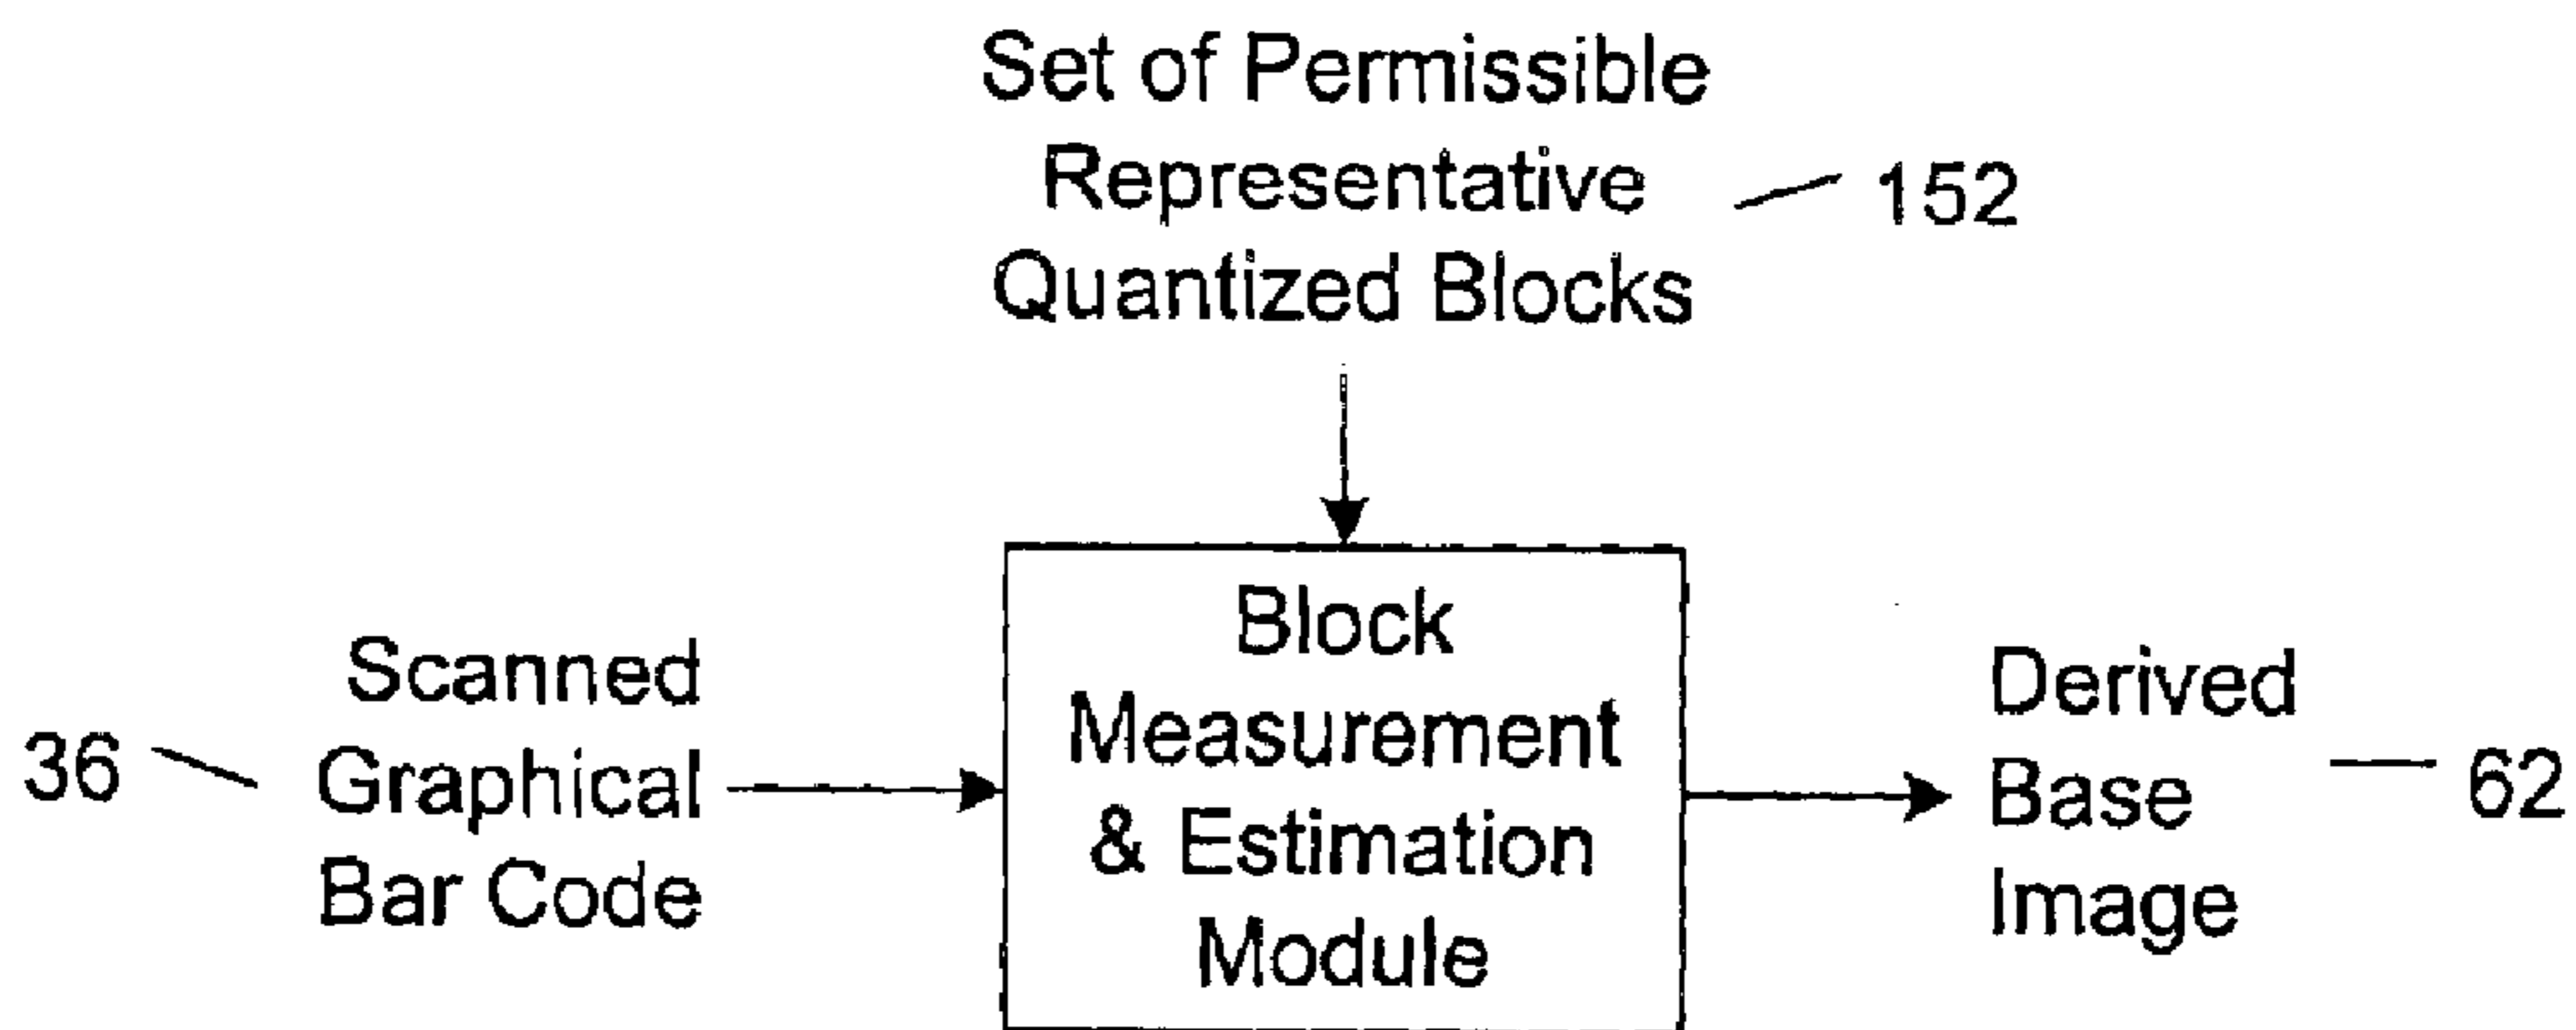 Set of Permissible
Representative
152
Quantized Blocks
Scanned
36
Graphical
Bar Code
Block
Measurement
& Estimation
Module
Derived
Base
62
Image